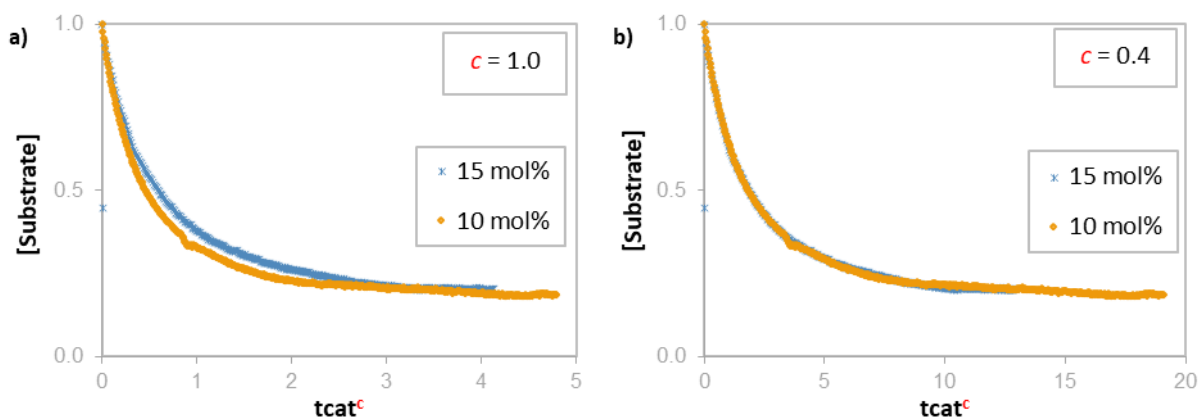 a)
c = 1.0
15 mol%
10 mol%
[Substrate]
1.0
0.5
0.0
0 1 2 3 4 5
tcatᶜ
b)
c = 0.4
15 mol%
10 mol%
[Substrate]
1.0
0.5
0.0
0 5 10 15 20
tcatᶜ